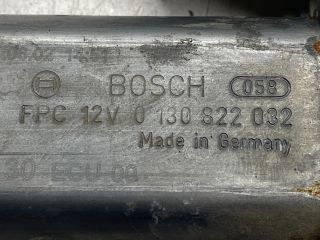 BOSCH 058
FPC 12V 0 130 822 032
Made in Germany